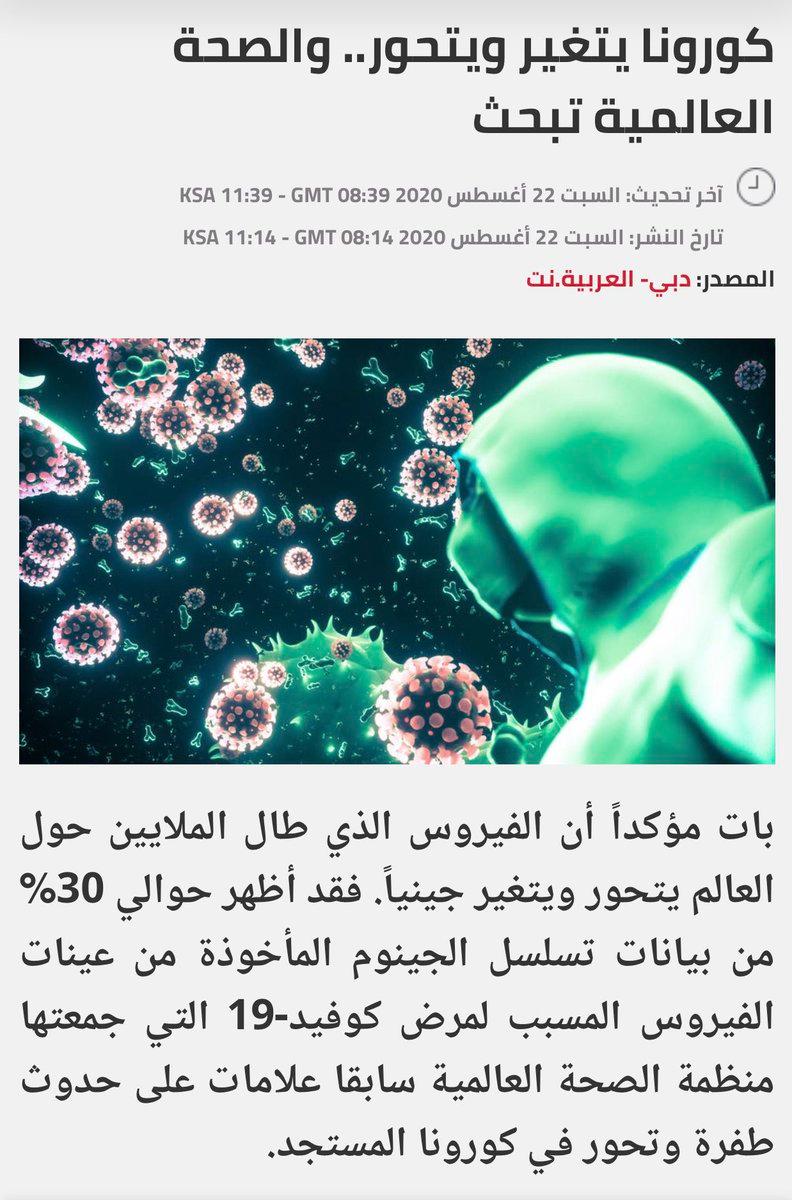 كورونا يتغير ويتحور.. والصحة
العالمية تبحث
آخر تحديث: السبت 22 أغسطس 2020 KSA 11:39 - GMT 08:39
تارخ النشر: السبت 22 أغسطس 2020 KSA 11:14 - GMT 08:14
المصدر: دبي- العربية.نت
بات مؤكداً أن الفيروس الذي طال الملايين حول
العالم يتحور ويتغير جينياً. فقد أظهر حوالي 30%
من بيانات تسلسل الجينوم المأخوذة من عينات
الفيروس المسبب لمرض كوفيد-19 التي جمعتها
منظمة الصحة العالمية سابقا علامات على حدوث
طفرة وتحور في كورونا المستجد.